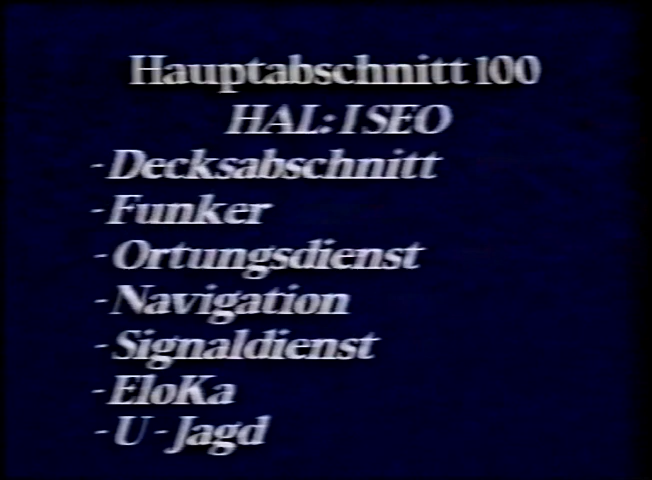 Hauptabschnitt 100
HAL: I SEO
- Decksabschnitt
- Funker
- Ortungsdienst
- Navigation
- Signaldienst
- EloKa
- U - Jagd